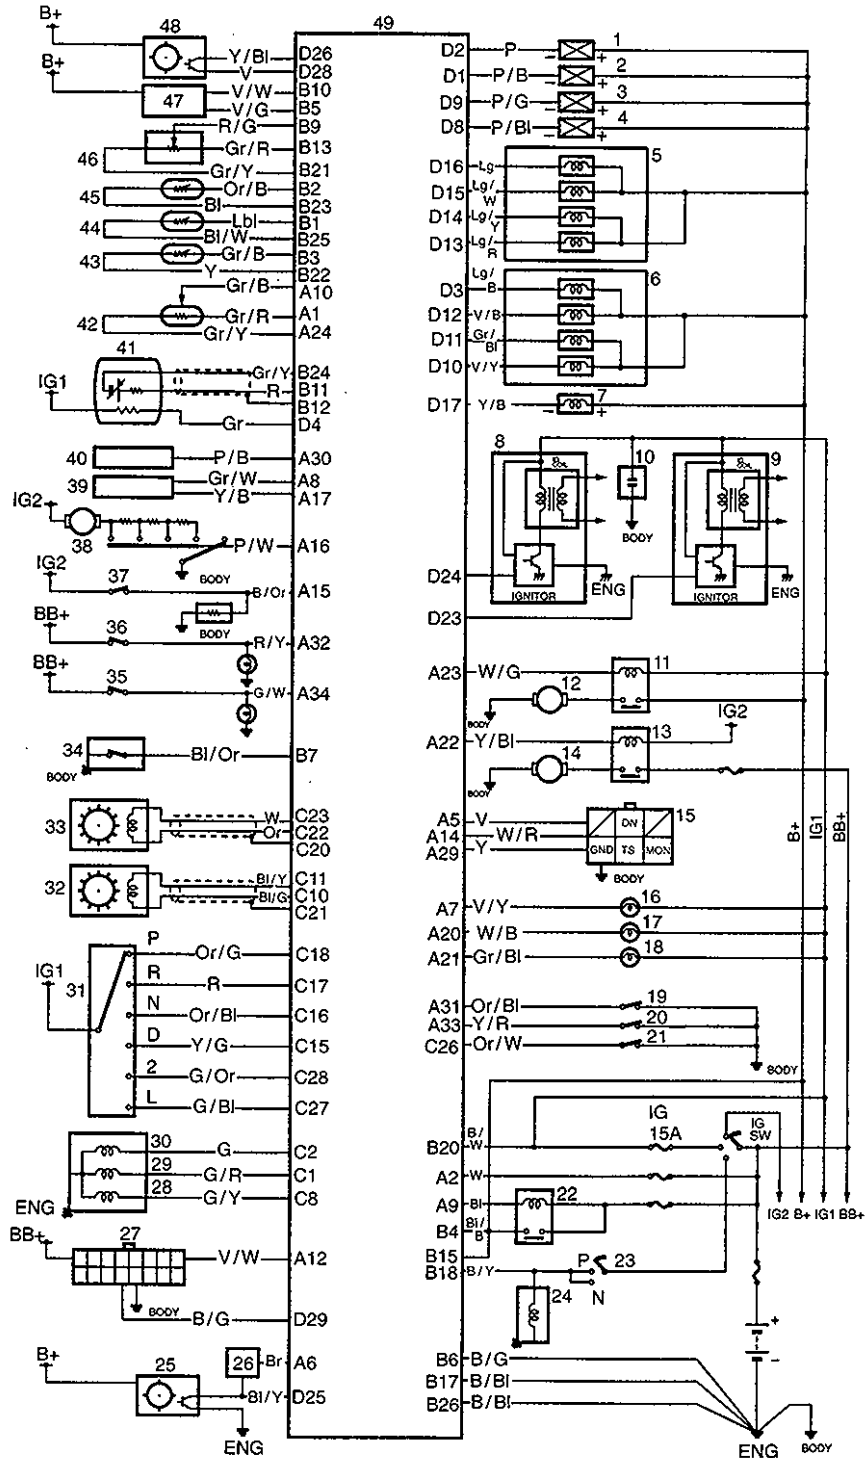 B+
48
49
Y/Bl
D26
V
D28
B+
V/W
B10
47
V/G
B5
R/G
B9
Gr/R
B13
46
Gr/Y
B21
Or/B
B2
45
Bl
B23
Lbl
B1
44
Bl/W
B25
Gr/B
B3
43
Y
B22
Gr/B
A10
Gr/R
A1
42
Gr/Y
A24
41
IG1
Gr/Y
B24
R
B11
B12
Gr
D4
40
P/B
A30
39
Gr/W
A8
Y/B
A17
IG2
38
P/W
A16
BODY
IG2
37
B/Or
A15
BODY
BB+
36
R/Y
A32
BB+
35
G/W
A34
34
BODY
Bl/Or
B7
33
W
C23
Or
C22
C20
32
Bl/Y
C11
Bl/G
C10
C21
IG1
31
P
Or/G
C18
R
R
C17
N
Or/Bl
C16
D
Y/G
C15
2
G/Or
C28
L
G/Bl
C27
30
G
C2
29
G/R
C1
28
G/Y
C8
ENG
BB+
27
V/W
A12
BODY
B/G
D29
B+
25
26
Br
A6
Bl/Y
D25
ENG
D2
P
1
- +
D1
P/B
2
- +
D9
P/G
3
- +
D8
P/Bl
4
- +
5
D16
Lg
D15
Lg/W
D14
Lg/Y
D13
Lg/R
6
D3
Lg/B
D12
V/B
D11
Gr/Bl
D10
V/Y
D17
Y/B
7
- +
8
10
9
BODY
D24
IGNITOR
ENG
IGNITOR
ENG
D23
A23
W/G
11
12
BODY
IG2
A22
Y/Bl
13
14
BODY
A5
V
15
A14
W/R
DN
A29
Y
GND
TS
MON
BODY
B+
IG1
BB+
A7
V/Y
16
A20
W/B
17
A21
Gr/Bl
18
A31
Or/Bl
19
A33
Y/R
20
C26
Or/W
21
BODY
IG
15A
IG SW
B20
B/W
A2
W
A9
Bl
22
B4
Bl/B
IG2
B+
IG1
BB+
B15
B18
B/Y
P
23
N
24
+
-
B6
B/G
B17
B/Bl
B26
B/Bl
ENG
BODY